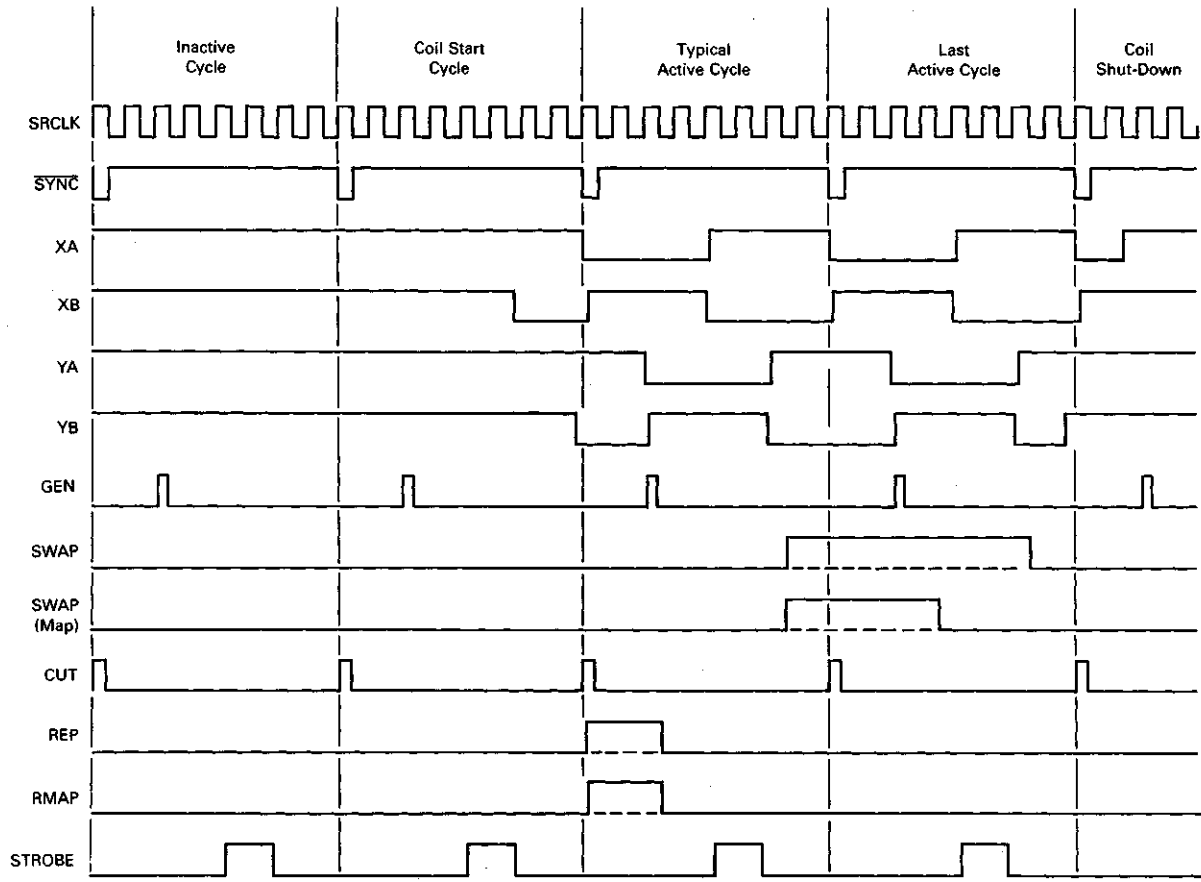 Inactive
Cycle
Coil Start
Cycle
Typical
Active Cycle
Last
Active Cycle
Coil
Shut-Down
SRCLK
SYNC
XA
XB
YA
YB
GEN
SWAP
SWAP
(Map)
CUT
REP
RMAP
STROBE